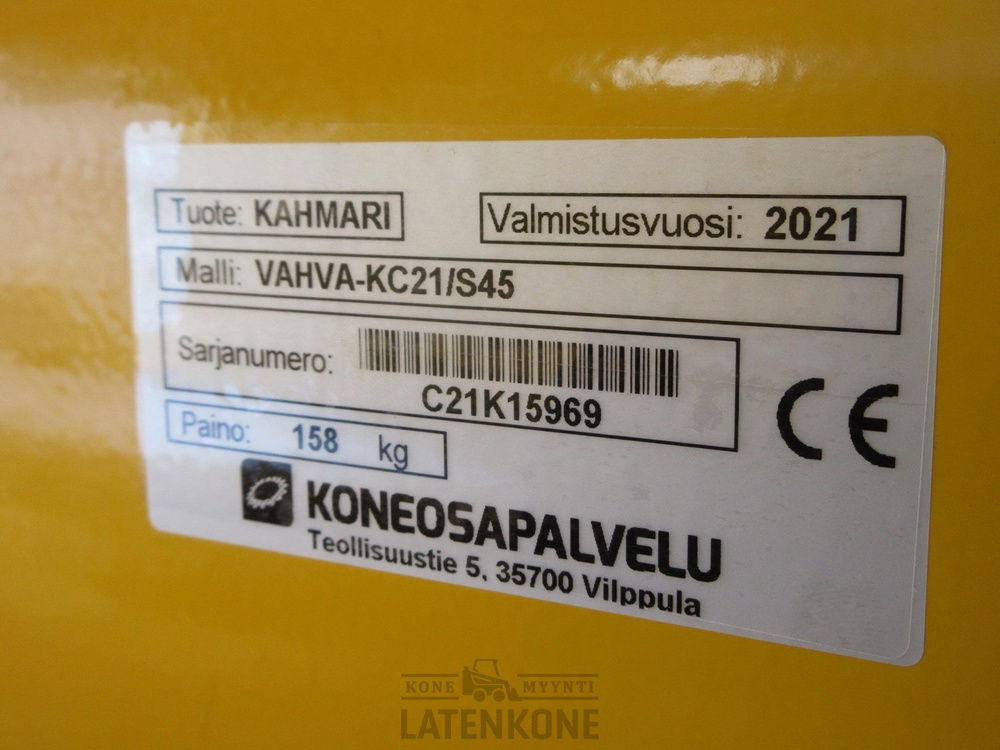 Tuote: KAHMARI
Valmistusvuosi: 2021
Malli: VAHVA-KC21/S45
Sarjanumero:
C21K15969
Paino: 158 kg
CE
KONEOSAPALVELU
Teollisuustie 5, 35700 Vilppula
KONE MYYNTI
LATENKONE